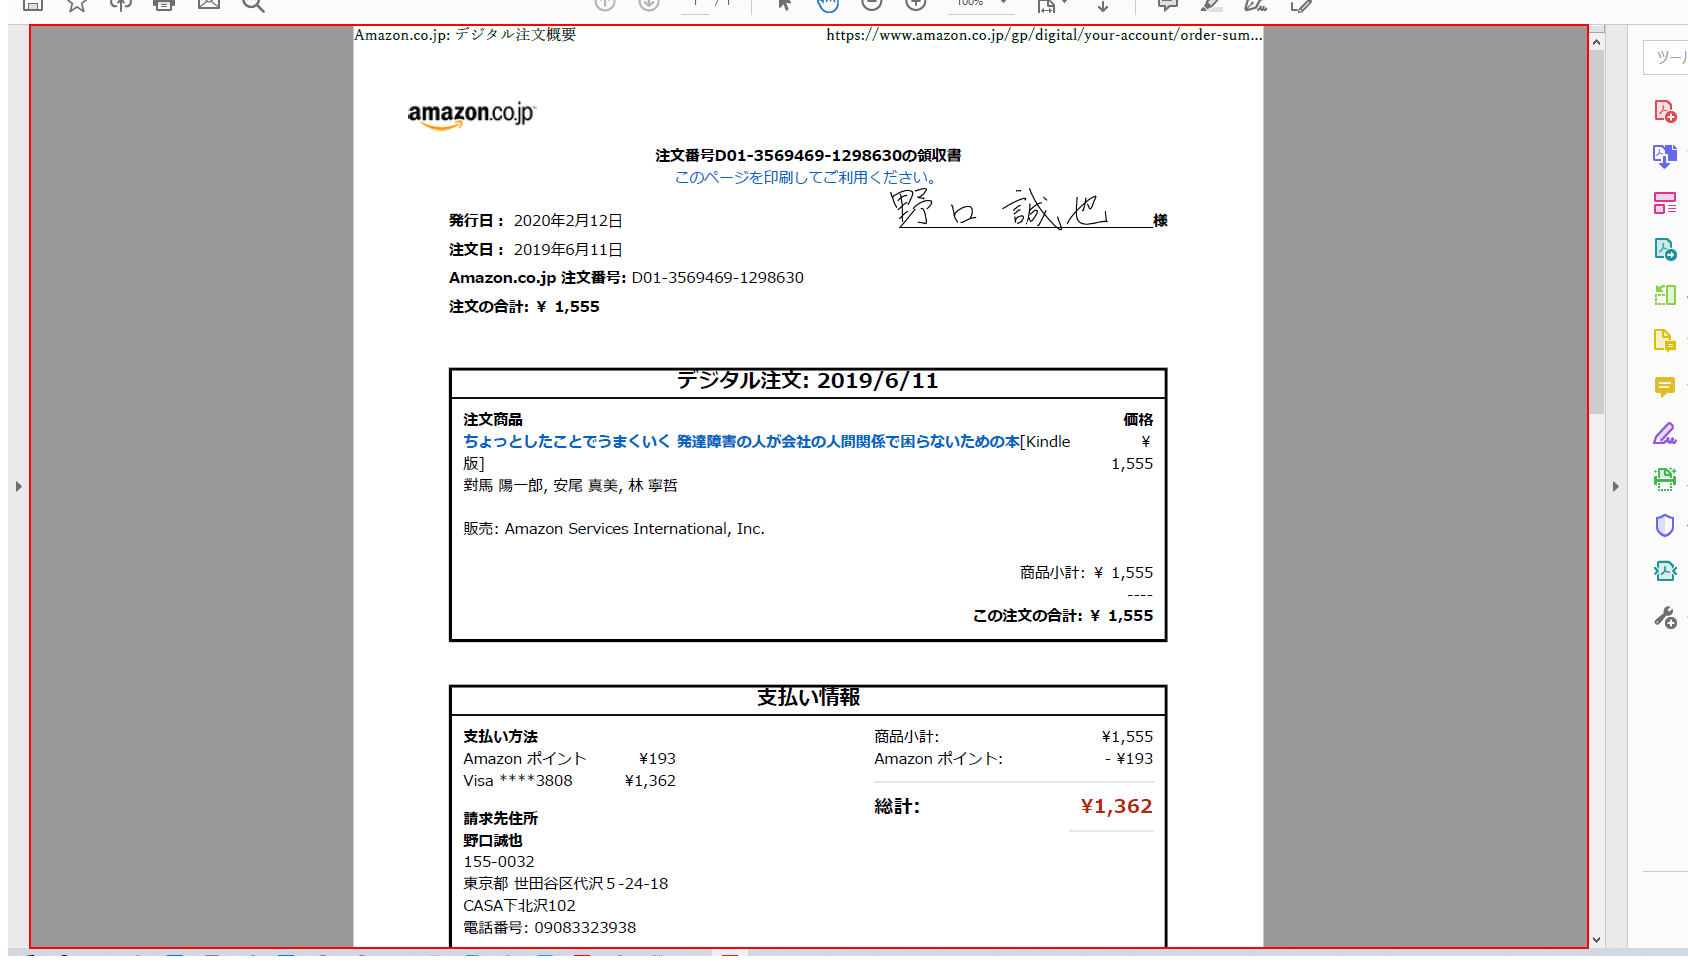 100%
Amazon.co.jp: デジタル注文概要 https://www.amazon.co.jp/gp/digital/your-account/order-sum...
ツール
amazon.co.jp
注文番号D01-3569469-1298630の領収書
このページを印刷してご利用ください。
野口 誠也 様
発行日： 2020年2月12日
注文日： 2019年6月11日
Amazon.co.jp 注文番号: D01-3569469-1298630
注文の合計: ¥ 1,555
デジタル注文: 2019/6/11
注文商品 価格
ちょっとしたことでうまくいく 発達障害の人が会社の人間関係で困らないための本[Kindle ¥
版] 1,555
對馬 陽一郎, 安尾 真美, 林 寧哲
販売: Amazon Services International, Inc.
商品小計: ¥ 1,555
----
この注文の合計: ¥ 1,555
支払い情報
支払い方法 商品小計: ¥1,555
Amazon ポイント ¥193 Amazon ポイント: - ¥193
Visa ****3808 ¥1,362
総計: ¥1,362
請求先住所
野口誠也
155-0032
東京都 世田谷区代沢５-24-18
CASA下北沢102
電話番号: 09083323938